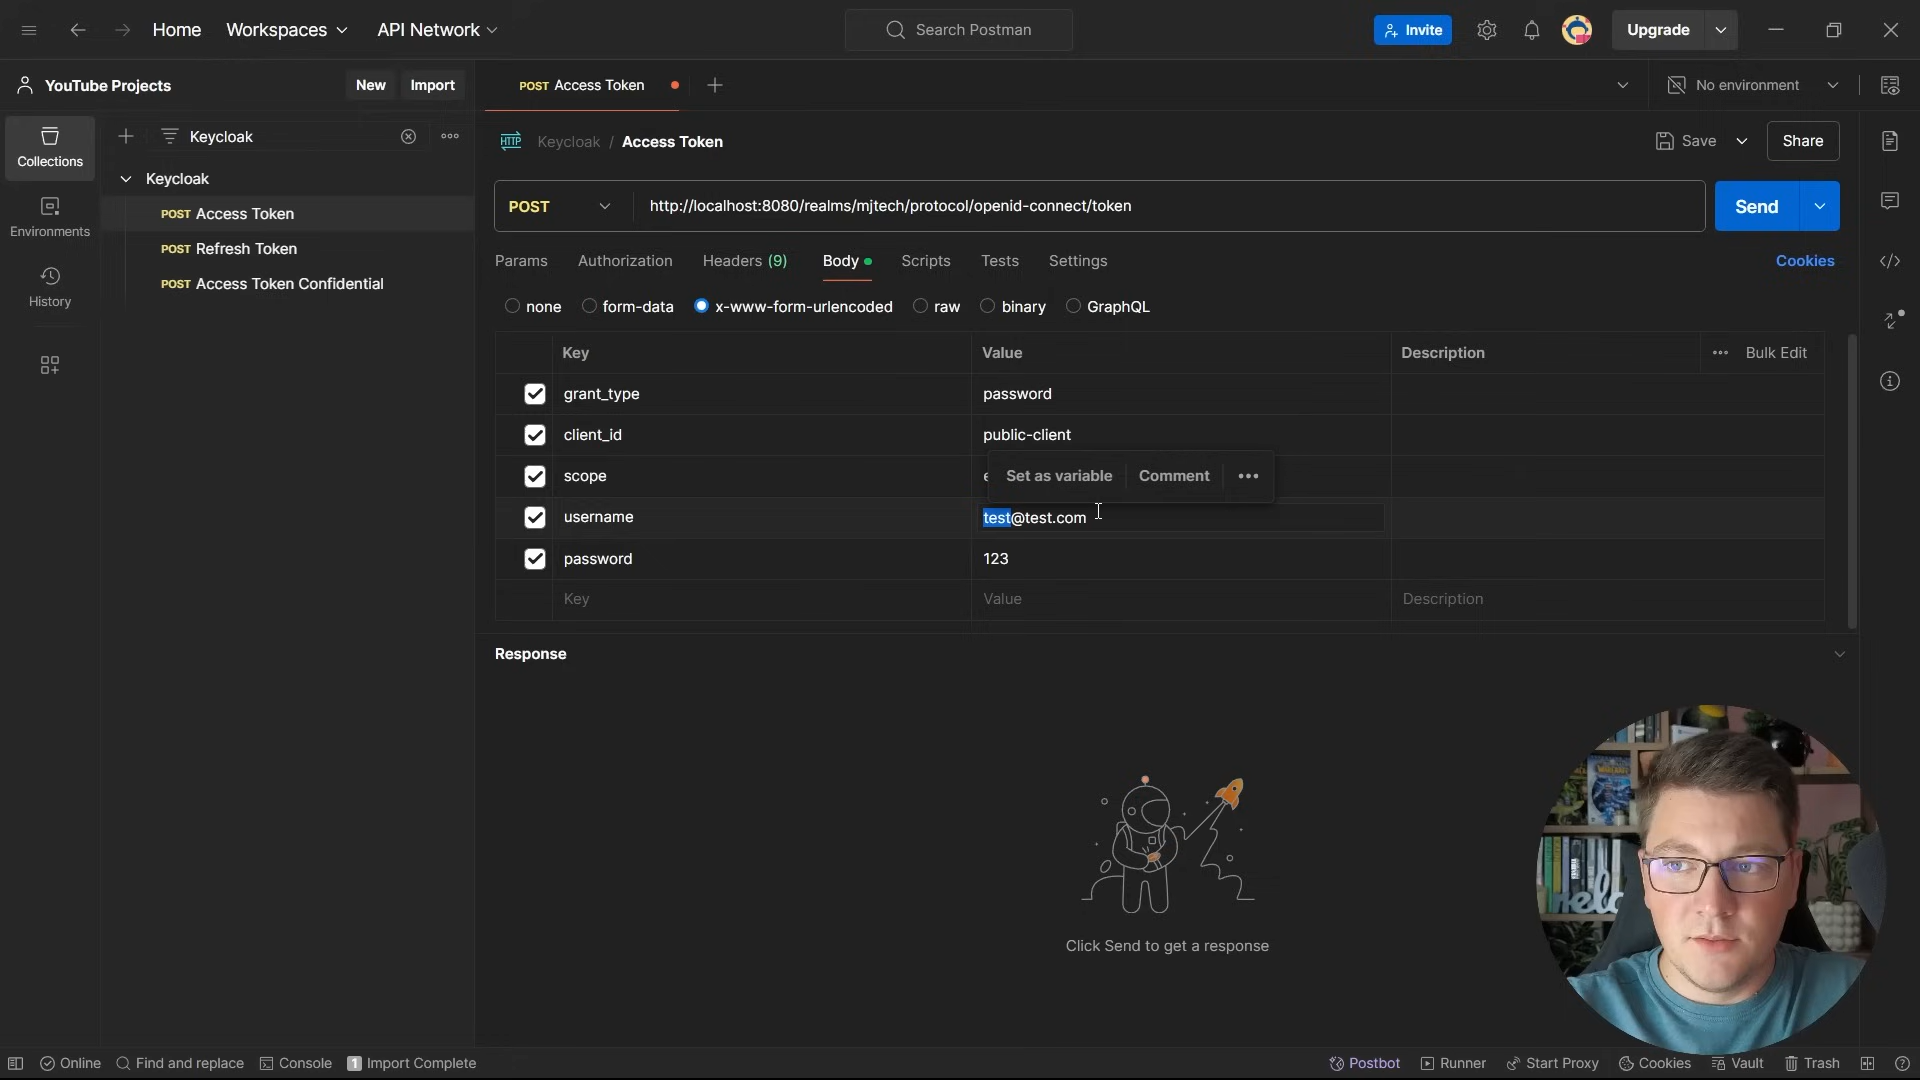 Home
Workspaces
API Network
Search Postman
Invite
Upgrade
YouTube Projects
New
Import
POST Access Token
No environment
Collections
Keycloak
HTTP
Keycloak / Access Token
Save
Share
Keycloak
POST Access Token
POST Refresh Token
POST Access Token Confidential
Environments
History
POST
http://localhost:8080/realms/mjtech/protocol/openid-connect/token
Send
Params
Authorization
Headers (9)
Body
Scripts
Tests
Settings
Cookies
none
form-data
x-www-form-urlencoded
raw
binary
GraphQL
Key
Value
Description
Bulk Edit
grant_type
password
client_id
public-client
scope
Set as variable
Comment
username
test@test.com
password
123
Key
Value
Description
Response
Click Send to get a response
Online
Find and replace
Console
1 Import Complete
Postbot
Runner
Start Proxy
Cookies
Vault
Trash